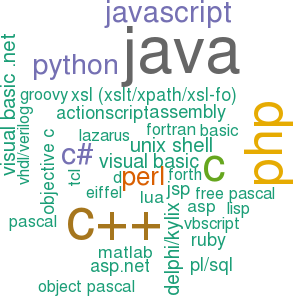 javascript
java
python
visual basic .net
groovy
xsl (xslt/xpath/xsl-fo)
vhdl/verilog
actionscript
assembly
php
objective c
lazarus
fortran
basic
unix shell
c#
visual basic
c
tcl
d
perl
forth
eiffel
lua
jsp
free pascal
asp
lisp
pascal
c++
delphi/kylix
vbscript
ruby
matlab
asp.net
pl/sql
object pascal